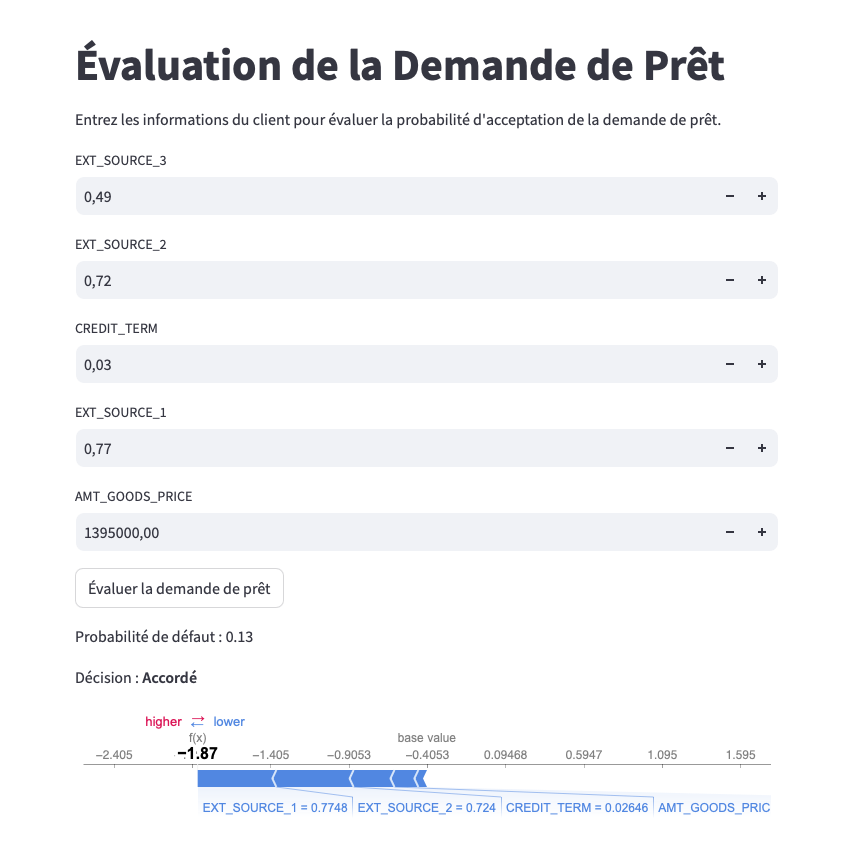 Évaluation de la Demande de Prêt
Entrez les informations du client pour évaluer la probabilité d'acceptation de la demande de prêt.
EXT_SOURCE_3
0,49
− +
EXT_SOURCE_2
0,72
− +
CREDIT_TERM
0,03
− +
EXT_SOURCE_1
0,77
− +
AMT_GOODS_PRICE
1395000,00
− +
Évaluer la demande de prêt
Probabilité de défaut : 0.13
Décision : Accordé
higher ⇄ lower
f(x) base value
−2.405 −1.87 −1.405 −0.9053 −0.4053 0.09468 0.5947 1.095 1.595
EXT_SOURCE_1 = 0.7748 EXT_SOURCE_2 = 0.724 CREDIT_TERM = 0.02646 AMT_GOODS_PRIC